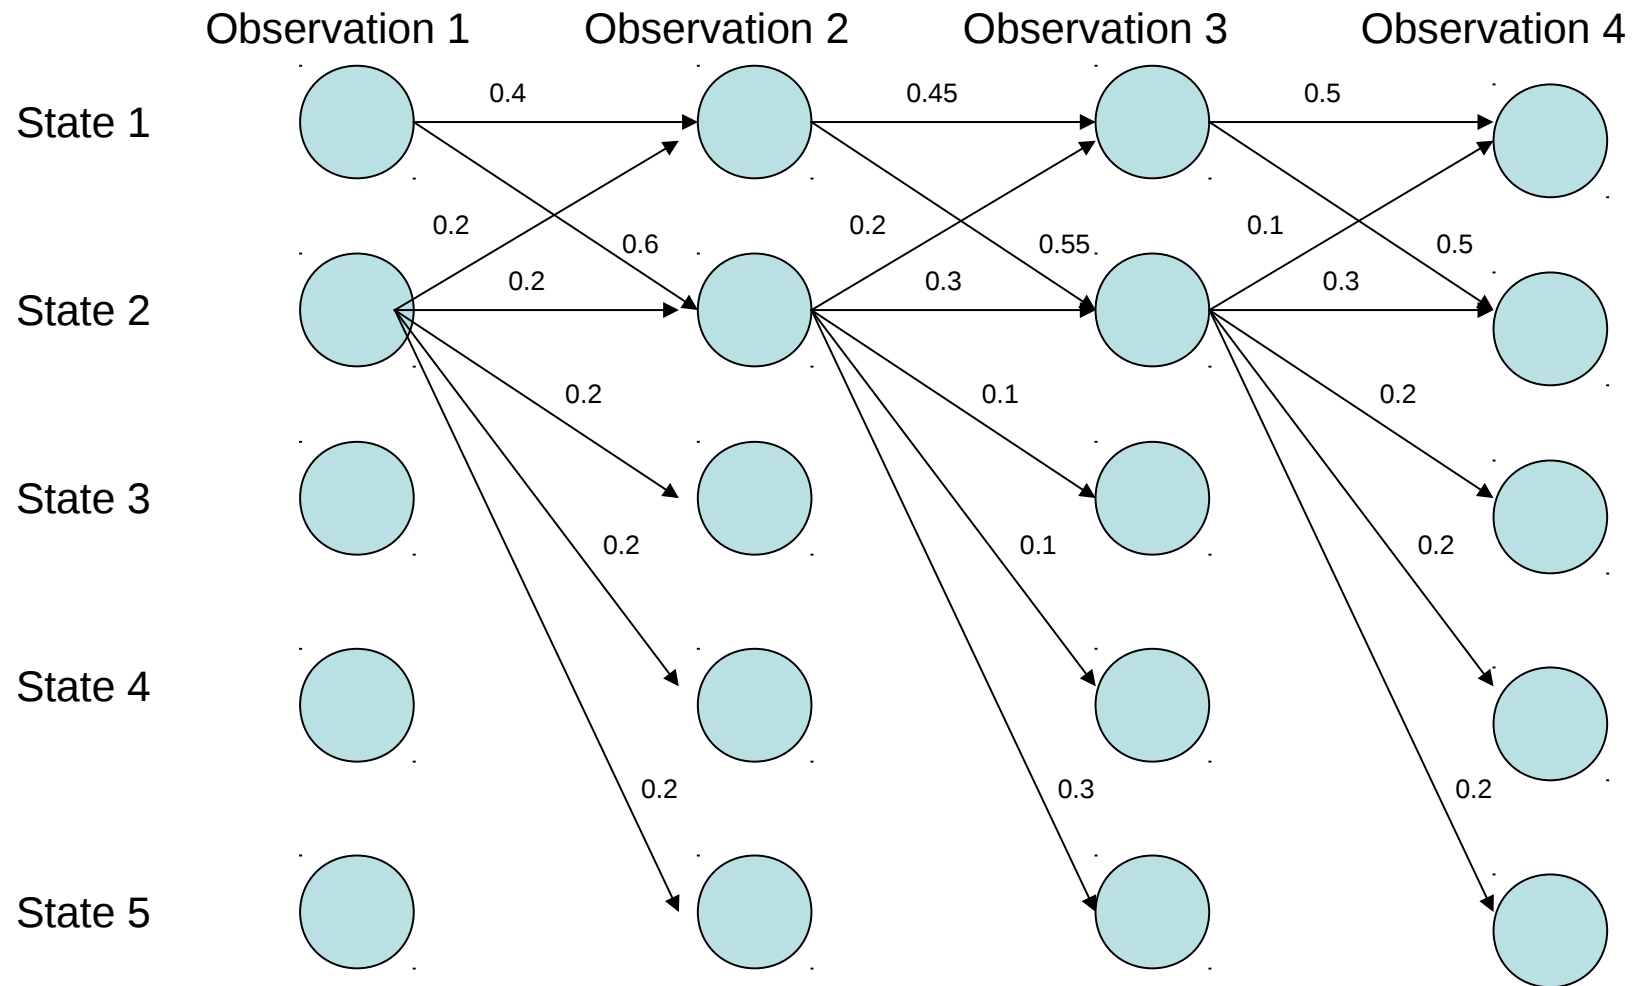 Observation 1 Observation 2 Observation 3 Observation 4
0.4 0.45 0.5
State 1
0.2 0.2 0.1
0.6 0.55 0.5
0.2 0.3 0.3
State 2
0.2 0.1 0.2
State 3
0.2 0.1 0.2
State 4
0.2 0.3 0.2
State 5